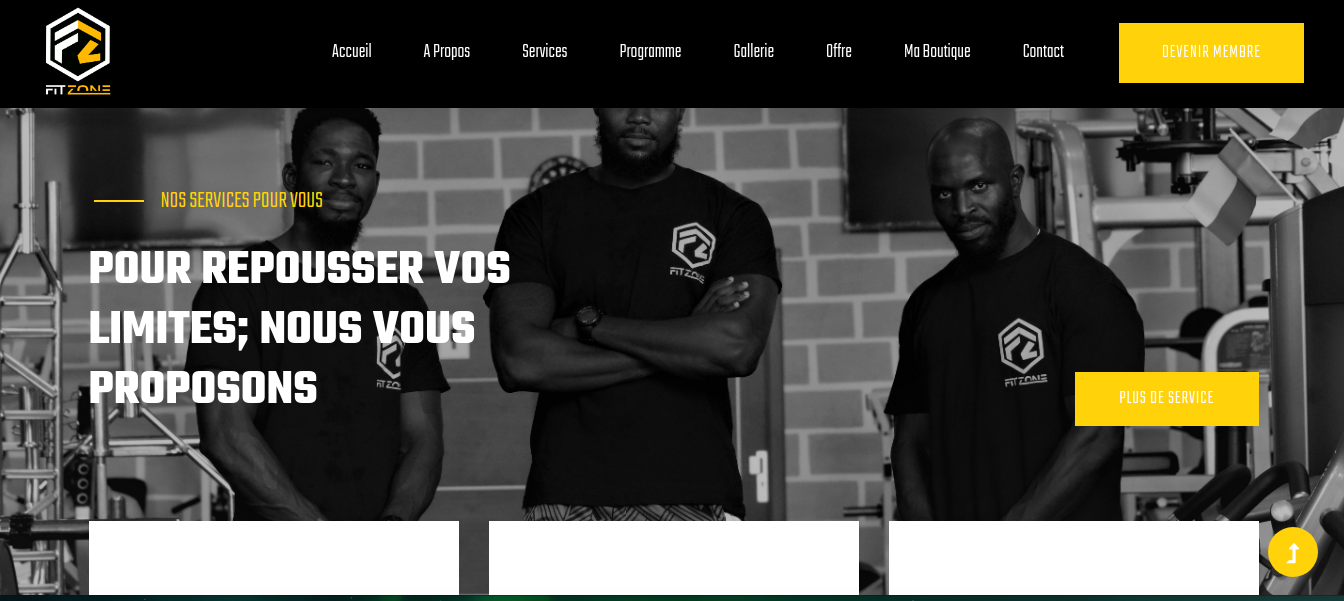 FITZONE
Accueil
A Propos
Services
Programme
Gallerie
Offre
Ma Boutique
Contact
DEVENIR MEMBRE
NOS SERVICES POUR VOUS
POUR REPOUSSER VOS
LIMITES; NOUS VOUS
PROPOSONS
FITZONE
FITZONE
FITZONE
PLUS DE SERVICE